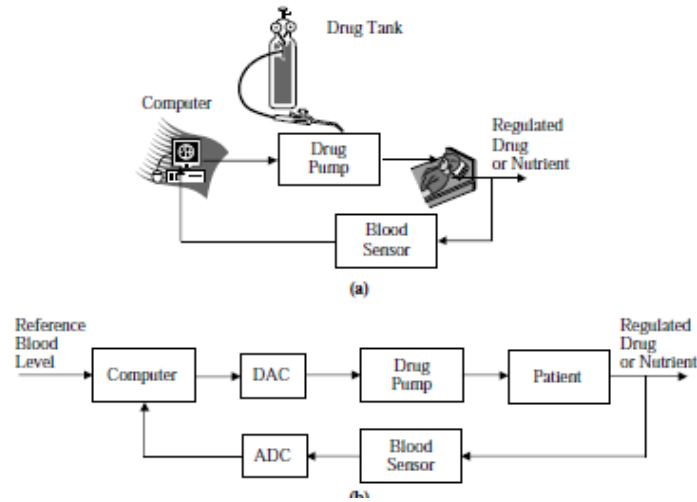 Drug Tank
Computer
Drug
Pump
Regulated
Drug
or Nutrient
Blood
Sensor
(a)
Reference
Blood
Level
Computer
DAC
Drug
Pump
Patient
Regulated
Drug
or Nutrient
ADC
Blood
Sensor
(b)